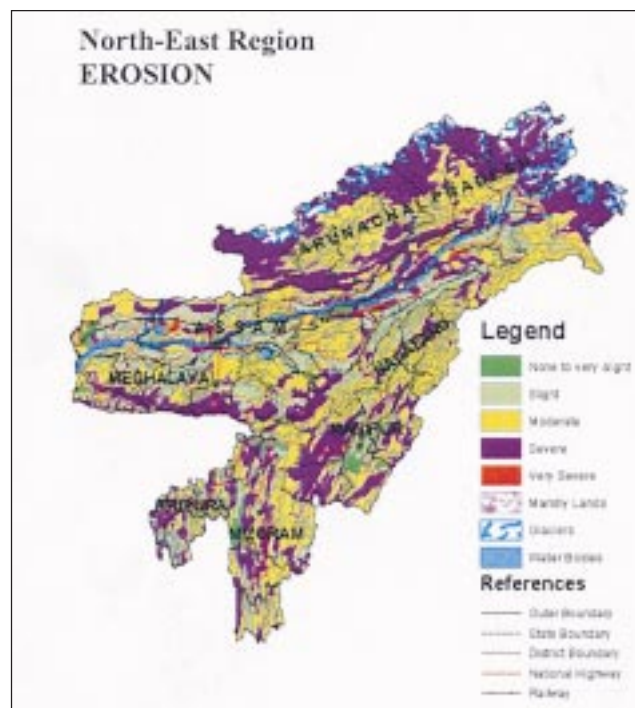 North-East Region
EROSION
ARUNACHAL PRADESH
ASSAM
MEGHALAYA
NAGALAND
MANIPUR
TRIPURA
MIZORAM
Legend
None to very slight
Slight
Moderate
Severe
Very Severe
Marshy Lands
Glaciers
Water Bodies
References
Outer Boundary
State Boundary
District Boundary
National Highway
Railway